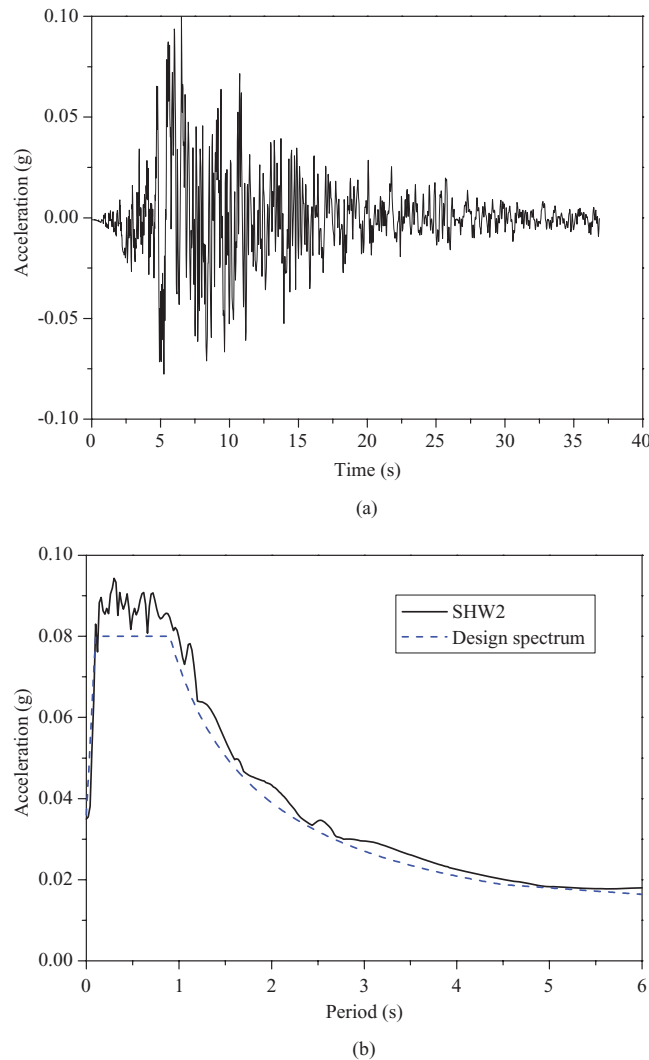 0.10
0.05
0.00
-0.05
-0.10
Acceleration (g)
0 5 10 15 20 25 30 35 40
Time (s)
(a)
0.10
0.08
0.06
0.04
0.02
0.00
Acceleration (g)
SHW2
Design spectrum
0 1 2 3 4 5 6
Period (s)
(b)